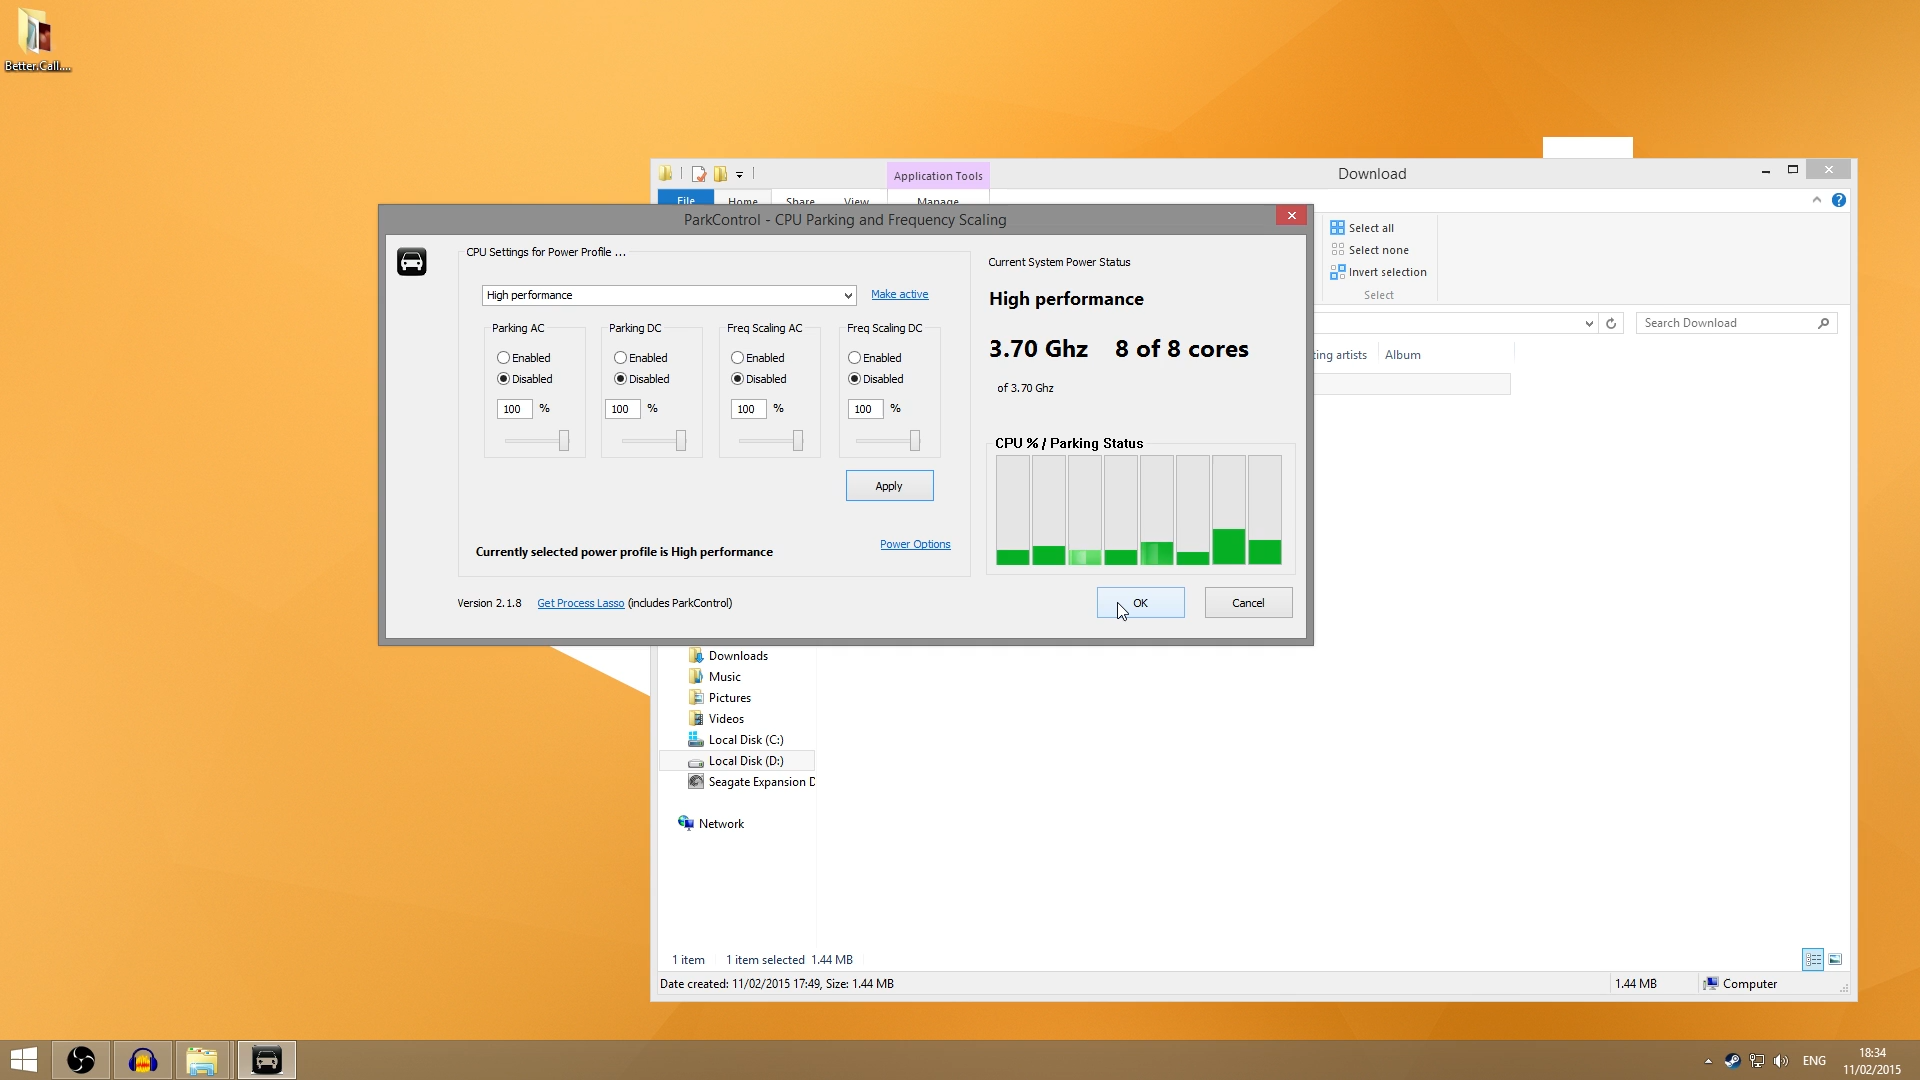 Better.Call....
Application Tools
Download
File
Home
Share
View
Manage
ParkControl - CPU Parking and Frequency Scaling
CPU Settings for Power Profile ...
High performance
Make active
Parking AC
Enabled
Disabled
100 %
Parking DC
Enabled
Disabled
100 %
Freq Scaling AC
Enabled
Disabled
100 %
Freq Scaling DC
Enabled
Disabled
100 %
Apply
Currently selected power profile is High performance
Power Options
Version 2.1.8 Get Process Lasso (includes ParkControl)
Current System Power Status
High performance
3.70 Ghz 8 of 8 cores
of 3.70 Ghz
CPU % / Parking Status
OK
Cancel
Select all
Select none
Invert selection
Select
Search Download
ing artists
Album
Downloads
Music
Pictures
Videos
Local Disk (C:)
Local Disk (D:)
Seagate Expansion D
Network
1 item 1 item selected 1.44 MB
Date created: 11/02/2015 17:49, Size: 1.44 MB
1.44 MB
Computer
ENG
18:34
11/02/2015